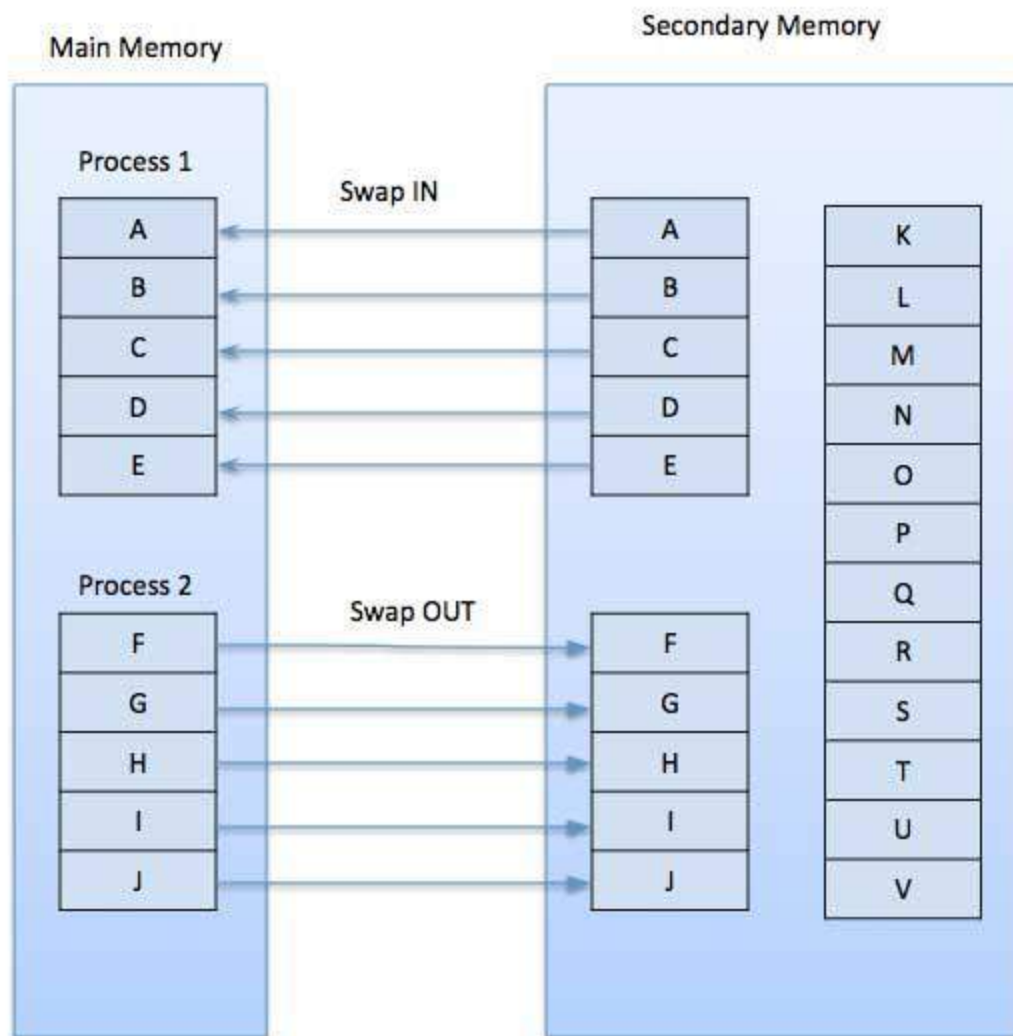 Main Memory
Secondary Memory
Process 1
Swap IN
A
B
C
D
E
Process 2
Swap OUT
F
G
H
I
J
A
B
C
D
E
F
G
H
I
J
K
L
M
N
O
P
Q
R
S
T
U
V